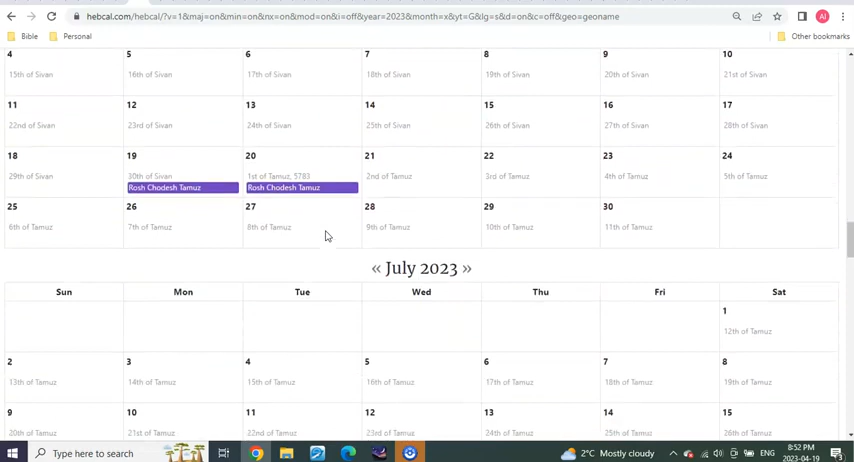 hebcal.com/hebcal/?v=1&maj=on&min=on&nx=on&mod=on&i=off&year=2023&month=x&yt=G&lg=s&d=on&c=off&geo=geoname
AI
Bible Personal Other bookmarks
4 5 6 7 8 9 10
15th of Sivan 16th of Sivan 17th of Sivan 18th of Sivan 19th of Sivan 20th of Sivan 21st of Sivan
11 12 13 14 15 16 17
22nd of Sivan 23rd of Sivan 24th of Sivan 25th of Sivan 26th of Sivan 27th of Sivan 28th of Sivan
18 19 20 21 22 23 24
29th of Sivan 30th of Sivan 1st of Tamuz, 5783 2nd of Tamuz 3rd of Tamuz 4th of Tamuz 5th of Tamuz
Rosh Chodesh Tamuz Rosh Chodesh Tamuz
25 26 27 28 29 30
6th of Tamuz 7th of Tamuz 8th of Tamuz 9th of Tamuz 10th of Tamuz 11th of Tamuz
« July 2023 »
Sun Mon Tue Wed Thu Fri Sat
1
12th of Tamuz
2 3 4 5 6 7 8
13th of Tamuz 14th of Tamuz 15th of Tamuz 16th of Tamuz 17th of Tamuz 18th of Tamuz 19th of Tamuz
9 10 11 12 13 14 15
20th of Tamuz 21st of Tamuz 22nd of Tamuz 23rd of Tamuz 24th of Tamuz 25th of Tamuz 26th of Tamuz
Type here to search 2°C Mostly cloudy ENG 8:52 PM
2023-04-19
3